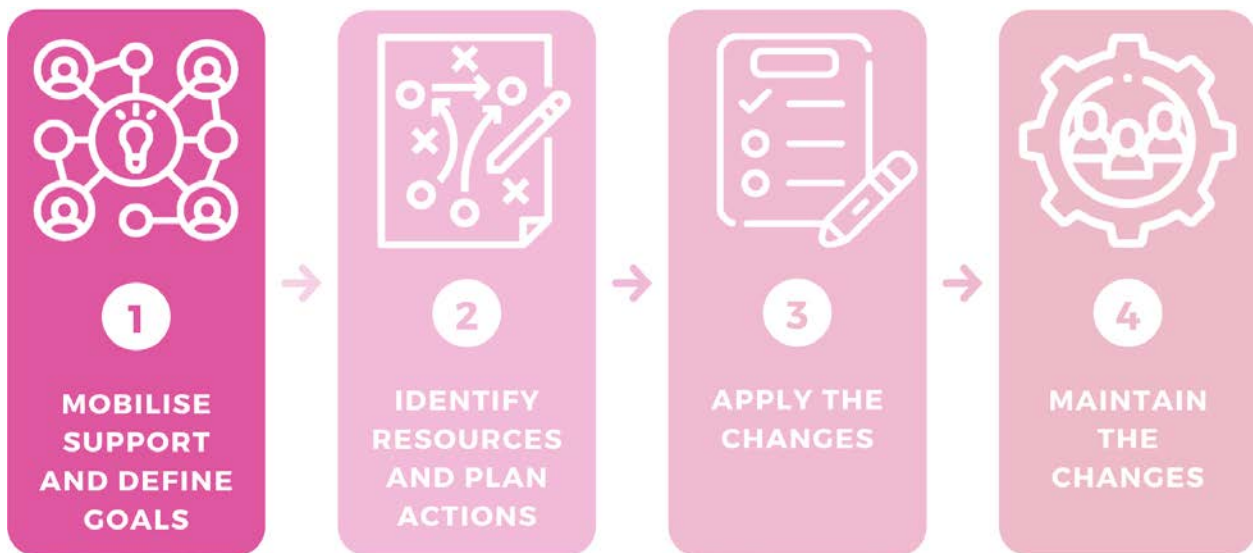 1
MOBILISE
SUPPORT
AND DEFINE
GOALS
2
IDENTIFY
RESOURCES
AND PLAN
ACTIONS
3
APPLY THE
CHANGES
4
MAINTAIN
THE
CHANGES